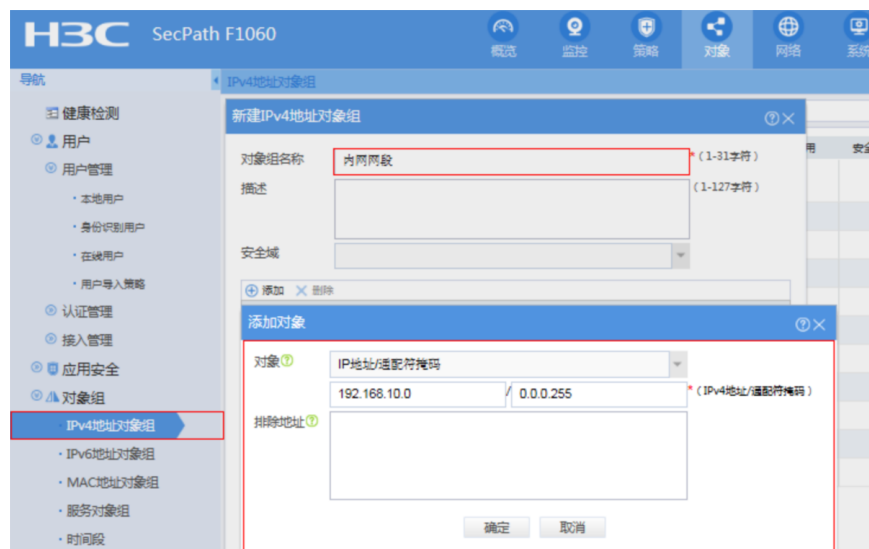 H3C SecPath F1060
概览 监控 策略 对象 网络 系统
导航
IPv4地址对象组
健康检测
用户
用户管理
本地用户
身份识别用户
在线用户
用户导入策略
认证管理
接入管理
应用安全
对象组
IPv4地址对象组
IPv6地址对象组
MAC地址对象组
服务对象组
时间段
新建IPv4地址对象组
对象组名称 内网网段 *(1-31字符)
描述 (1-127字符)
安全域
添加 删除
用 安全
添加对象
对象 IP地址/通配符掩码
192.168.10.0 / 0.0.0.255 *(IPv4地址/通配符掩码)
排除地址
确定 取消